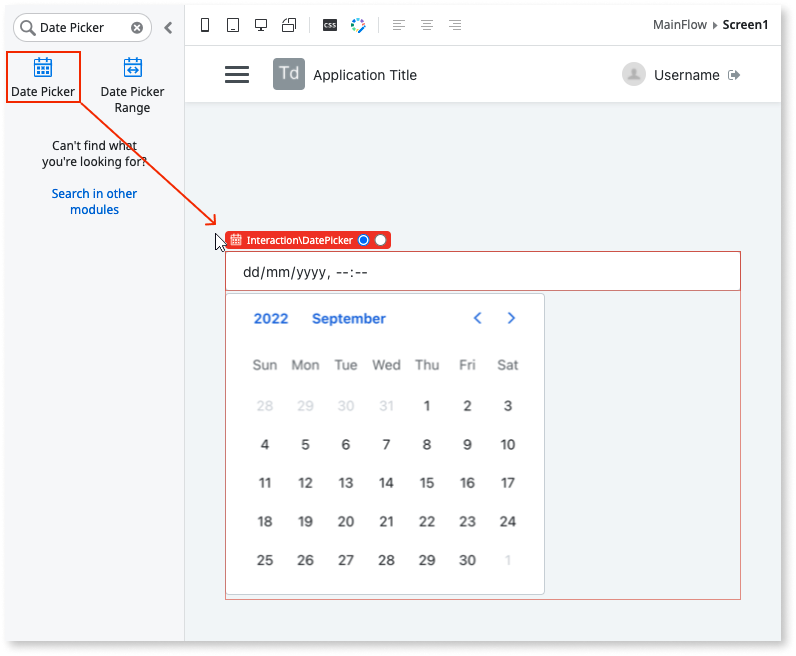 Date Picker
Date Picker
Date Picker
Range
Can't find what
you're looking for?
Search in other
modules
CSS
MainFlow
Screen1
Td
Application Title
Username
Interaction\DatePicker
dd/mm/yyyy, --:--
2022 September
Sun Mon Tue Wed Thu Fri Sat
28 29 30 31 1 2 3
4 5 6 7 8 9 10
11 12 13 14 15 16 17
18 19 20 21 22 23 24
25 26 27 28 29 30 1